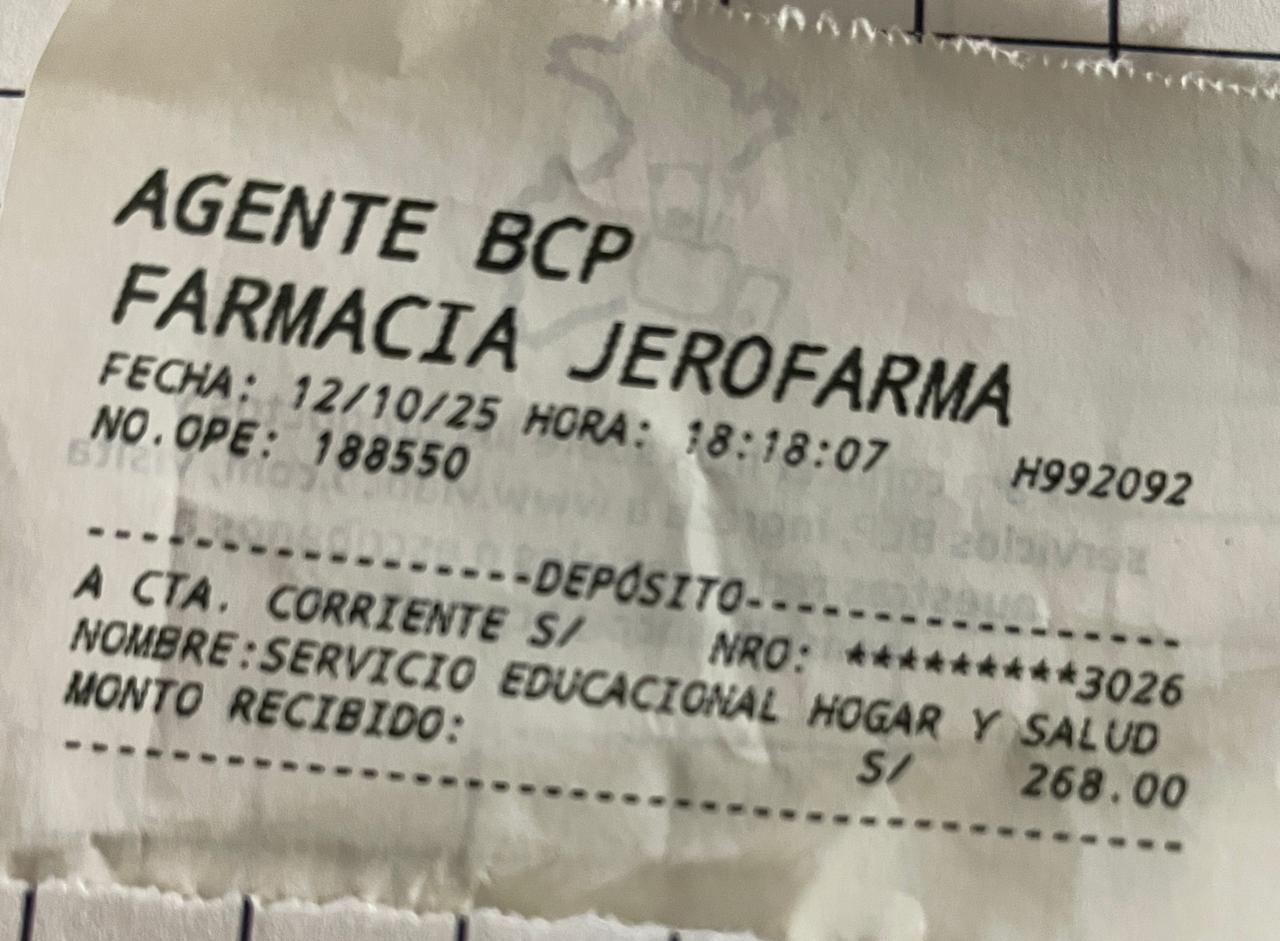 AGENTE BCP
FARMACIA JEROFARMA
FECHA: 12/10/25 HORA: 18:18:07 H992092
NO.OPE: 188550
----------------DEPÓSITO----------------
A CTA. CORRIENTE S/ NRO: *********3026
NOMBRE:SERVICIO EDUCACIONAL HOGAR Y SALUD
MONTO RECIBIDO: S/ 268.00